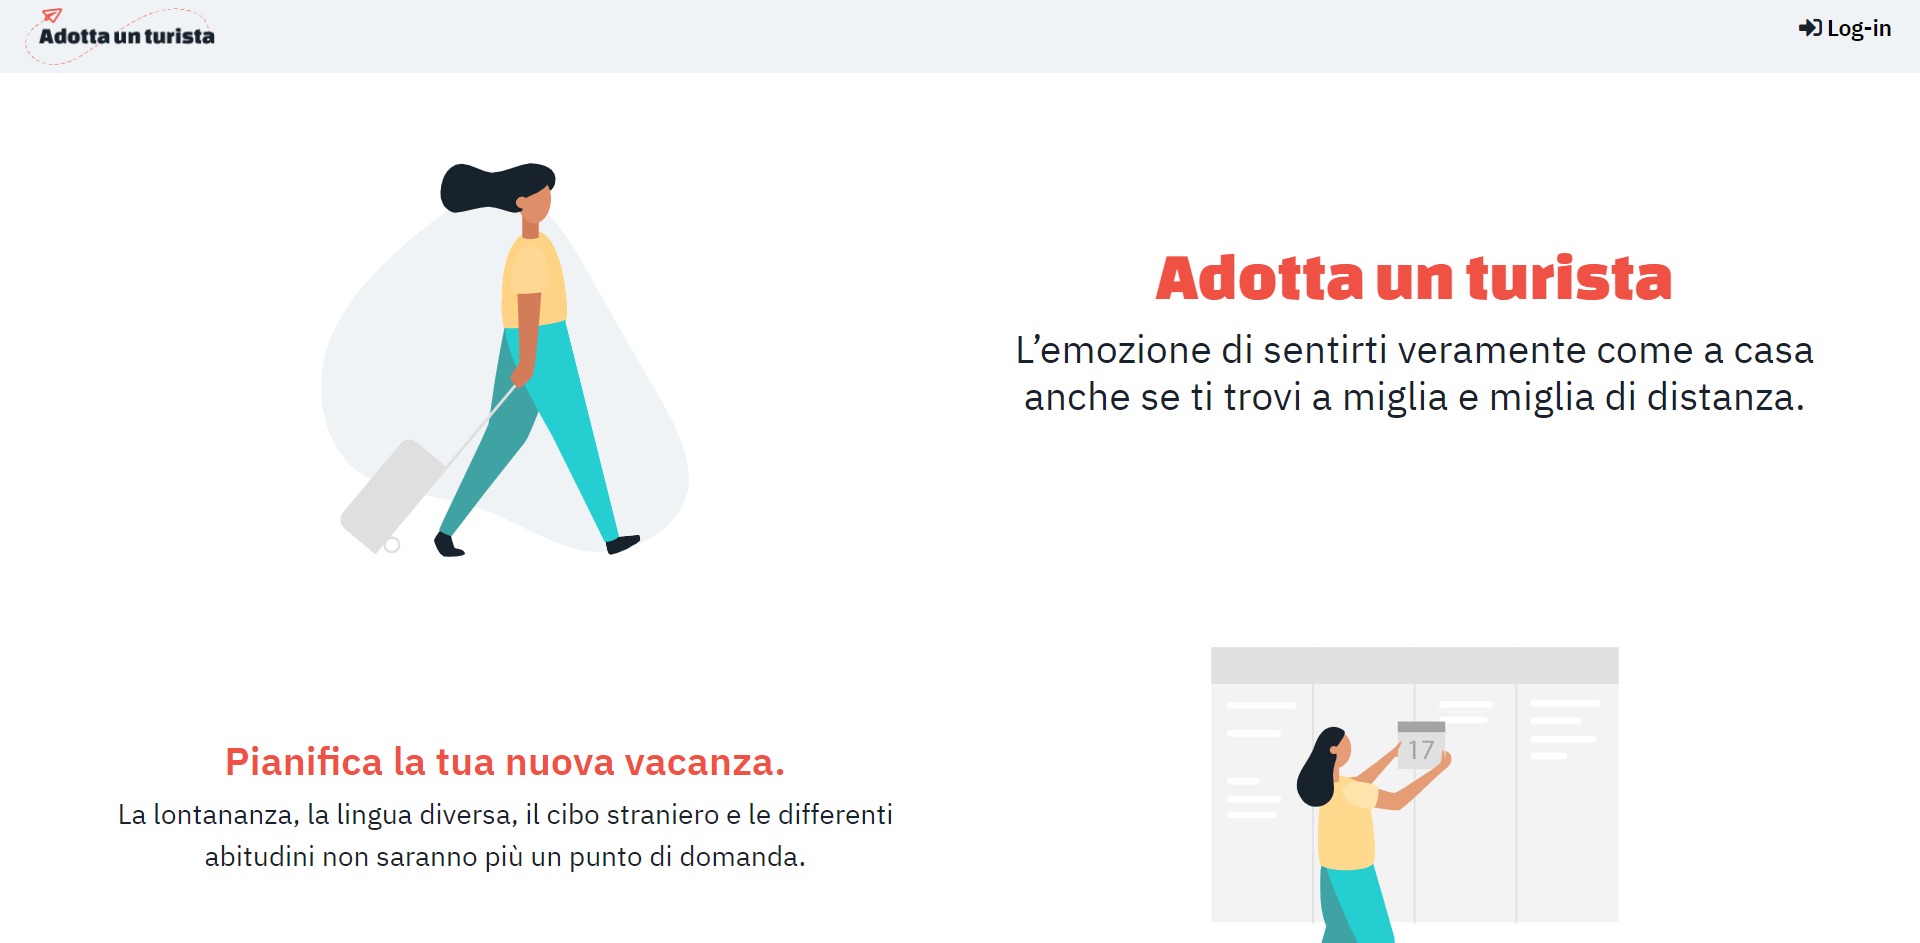 Adotta un turista
Log-in
Adotta un turista
L’emozione di sentirti veramente come a casa
anche se ti trovi a miglia e miglia di distanza.
Pianifica la tua nuova vacanza.
La lontananza, la lingua diversa, il cibo straniero e le differenti
abitudini non saranno più un punto di domanda.
17